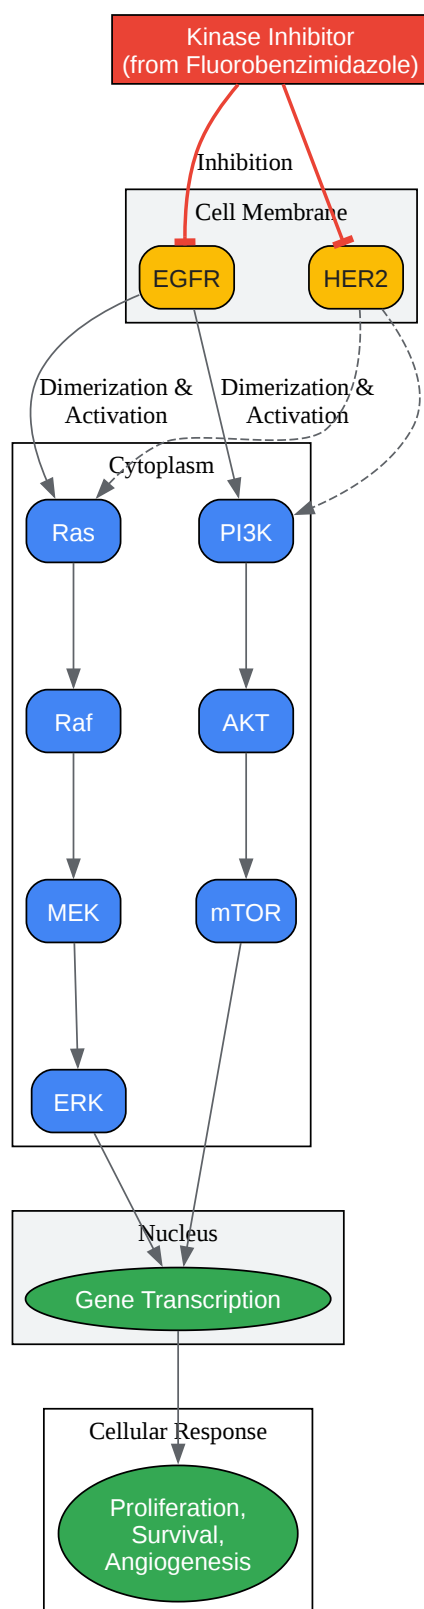 Kinase Inhibitor
(from Fluorobenzimidazole)
Inhibition
Cell Membrane
EGFR
HER2
Dimerization &
Activation
Dimerization &
Activation
Cytoplasm
Ras
PI3K
Raf
AKT
MEK
mTOR
ERK
Nucleus
Gene Transcription
Cellular Response
Proliferation,
Survival,
Angiogenesis